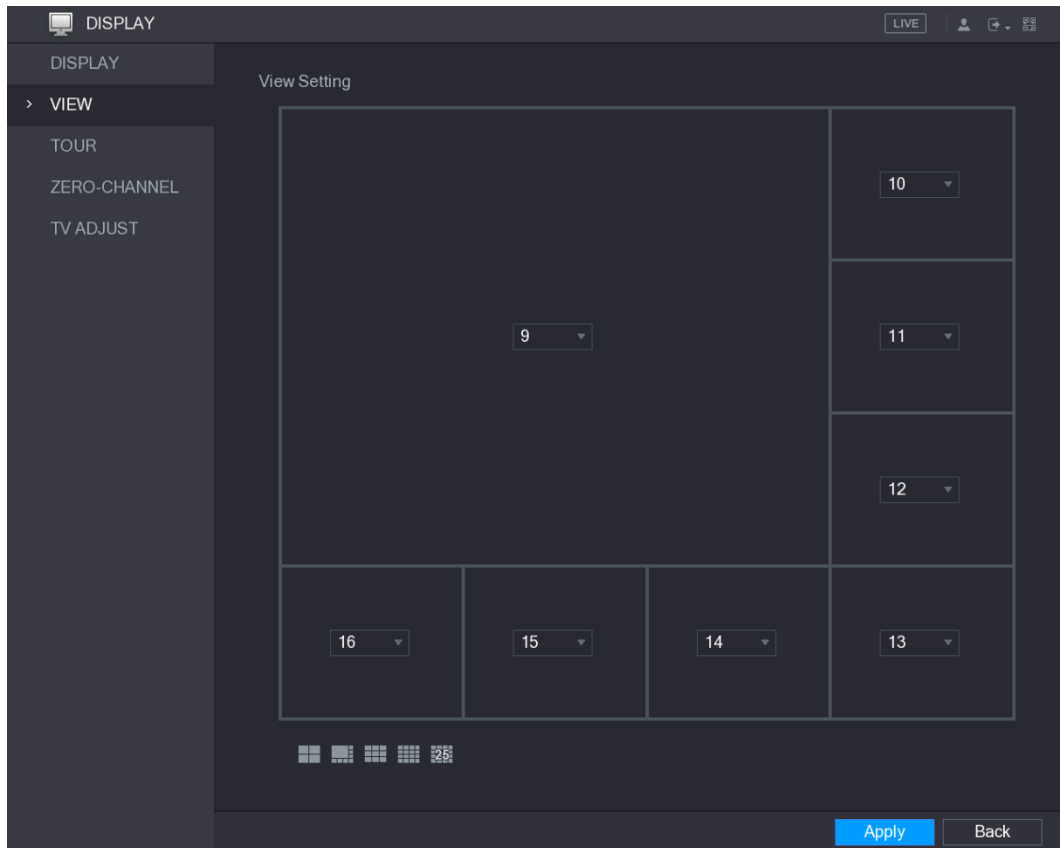 DISPLAY
LIVE
DISPLAY
VIEW
TOUR
ZERO-CHANNEL
TV ADJUST
View Setting
10
9
11
12
16
15
14
13
25
Apply
Back